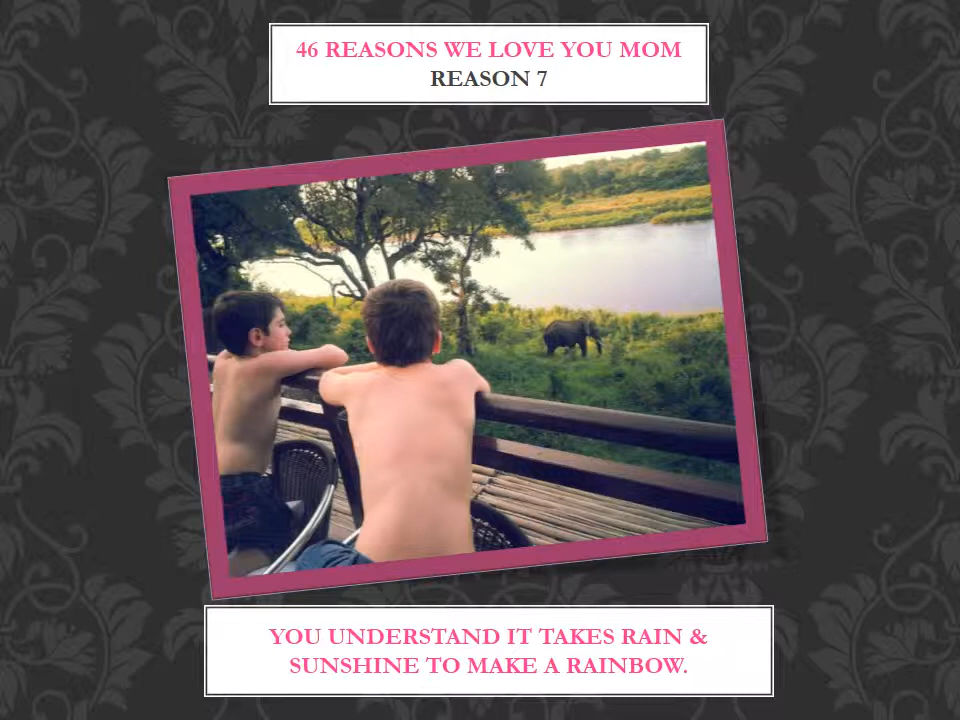 46 REASONS WE LOVE YOU MOM
REASON 7
YOU UNDERSTAND IT TAKES RAIN &
SUNSHINE TO MAKE A RAINBOW.